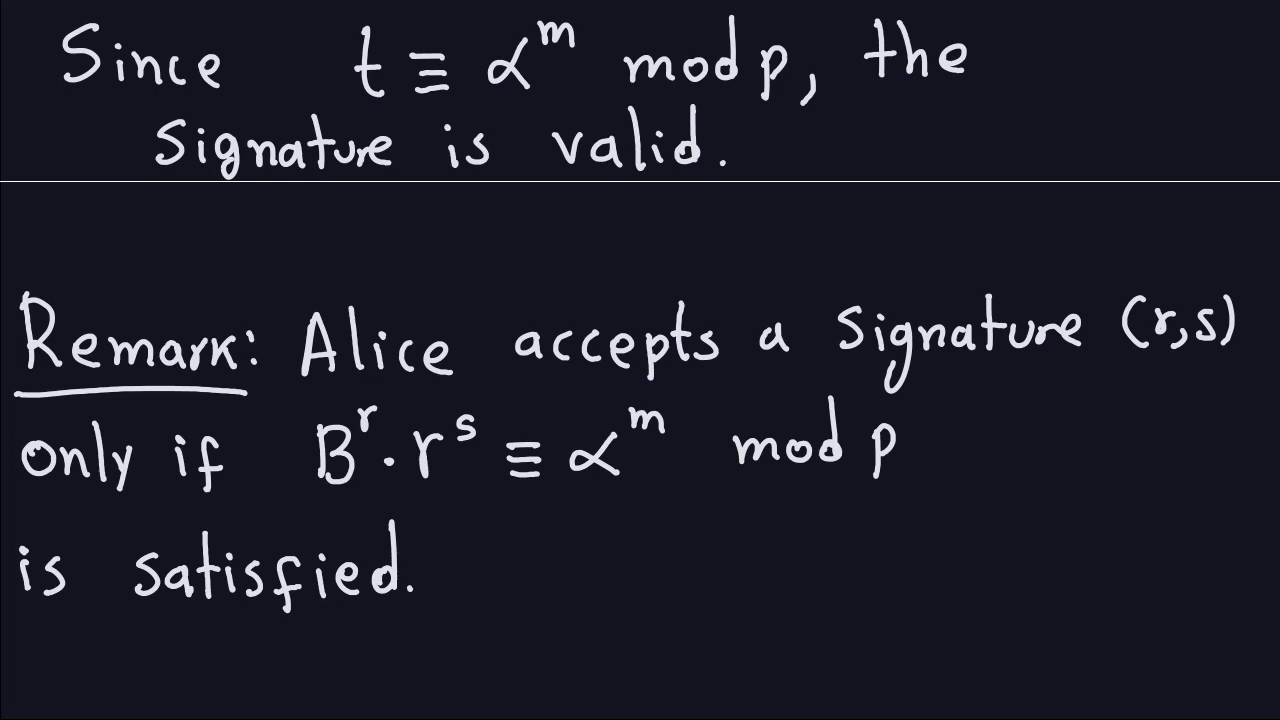 Since t ≡ α^m mod p, the
signature is valid.
Remark: Alice accepts a signature (r,s)
only if B^r · r^s ≡ α^m mod p
is satisfied.